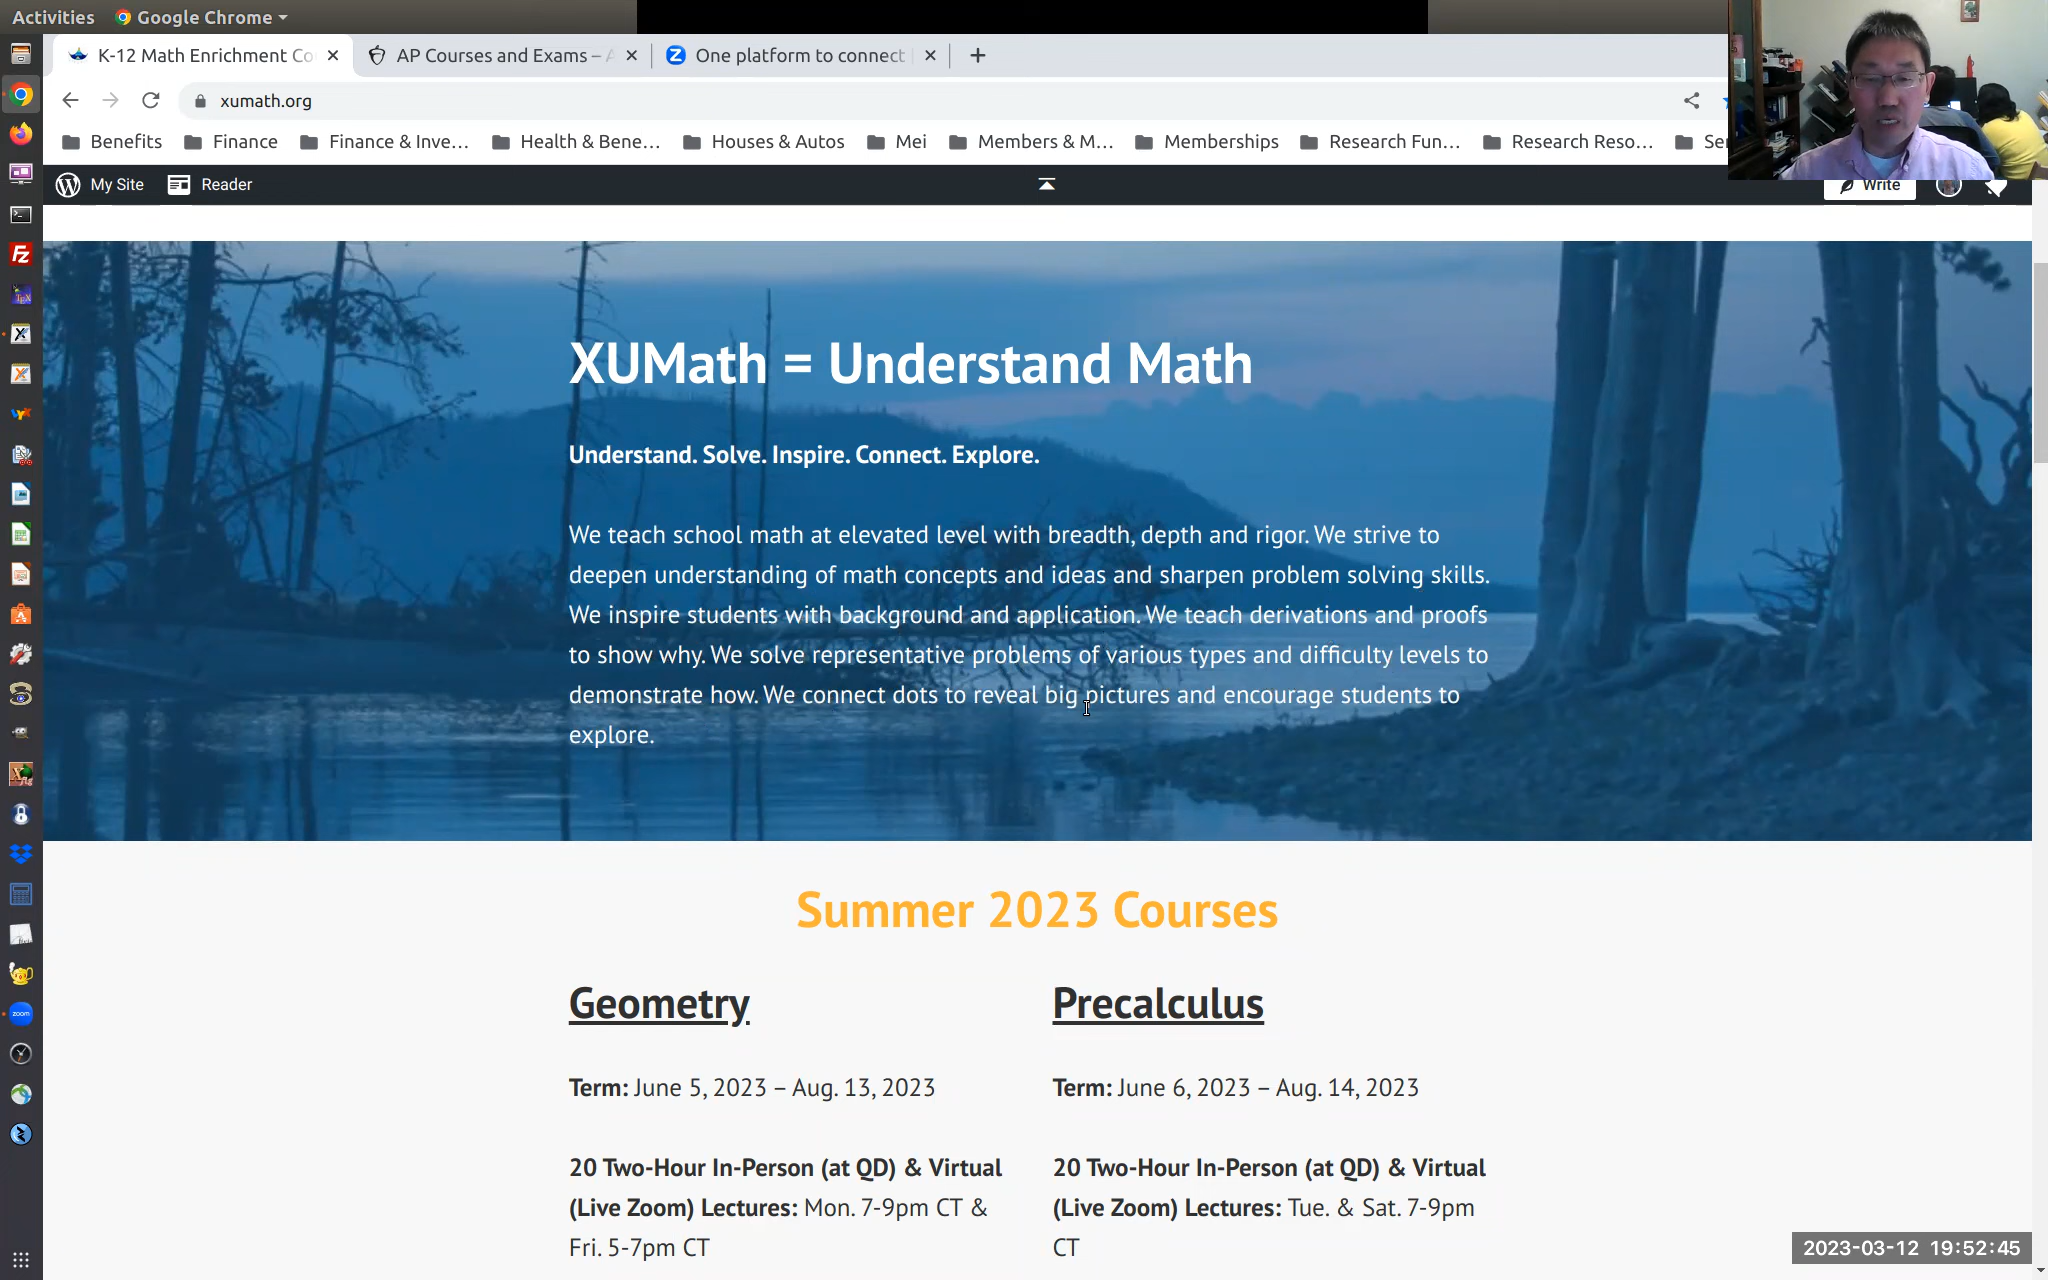 Activities Google Chrome
K-12 Math Enrichment Co AP Courses and Exams – A One platform to connect
xumath.org
Benefits Finance Finance & Inve... Health & Bene... Houses & Autos Mei Members & M... Memberships Research Fun... Research Reso... Ser
My Site Reader Write
XUMath = Understand Math
Understand. Solve. Inspire. Connect. Explore.
We teach school math at elevated level with breadth, depth and rigor. We strive to
deepen understanding of math concepts and ideas and sharpen problem solving skills.
We inspire students with background and application. We teach derivations and proofs
to show why. We solve representative problems of various types and difficulty levels to
demonstrate how. We connect dots to reveal big pictures and encourage students to
explore.
Summer 2023 Courses
Geometry
Term: June 5, 2023 – Aug. 13, 2023
20 Two-Hour In-Person (at QD) & Virtual
(Live Zoom) Lectures: Mon. 7-9pm CT &
Fri. 5-7pm CT
Precalculus
Term: June 6, 2023 – Aug. 14, 2023
20 Two-Hour In-Person (at QD) & Virtual
(Live Zoom) Lectures: Tue. & Sat. 7-9pm
CT
zoom
2023-03-12 19:52:45